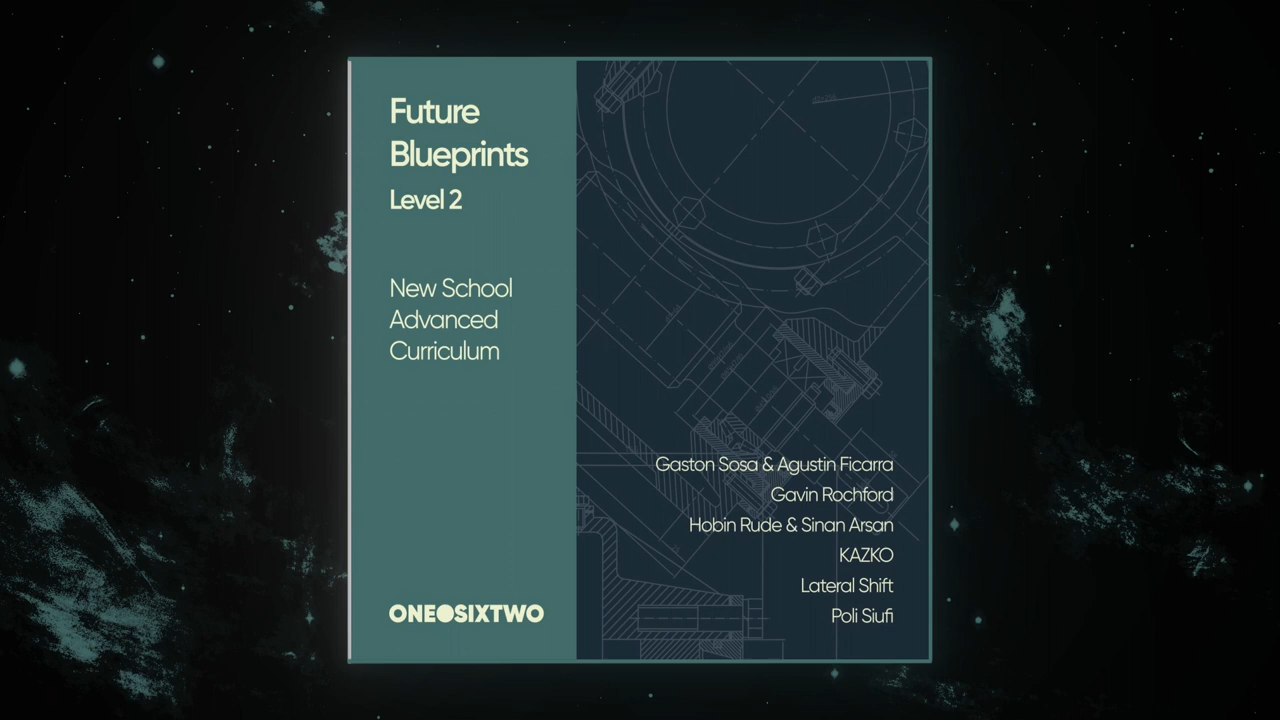 Future
Blueprints
Level 2
New School
Advanced
Curriculum
ONE SIXTWO
Gaston Sosa & Agustin Ficarra
Gavin Rochford
Hobin Rude & Sinan Arsan
KAZKO
Lateral Shift
Poli Siufi